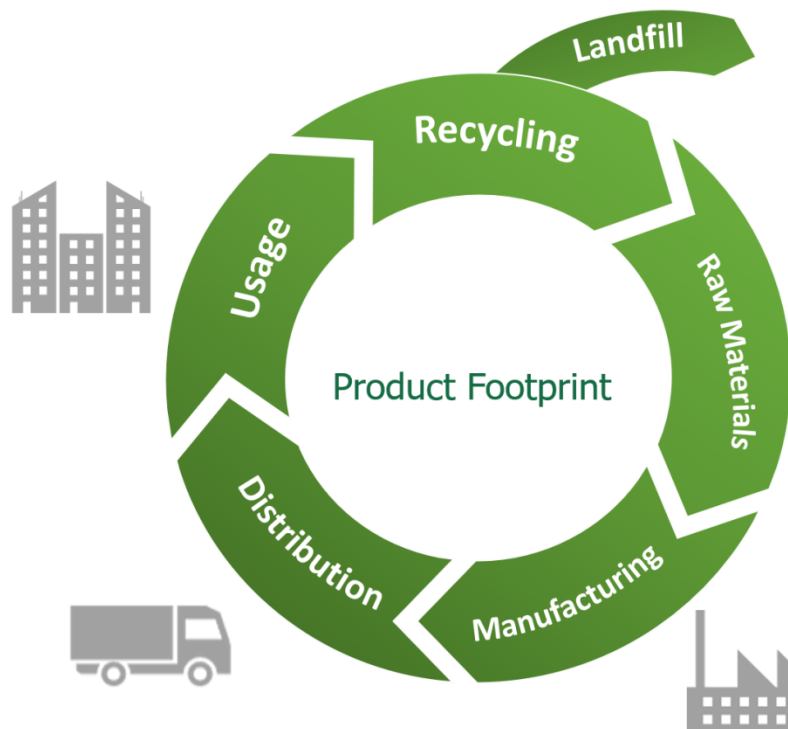 Landfill
Recycling
Raw Materials
Manufacturing
Distribution
Usage
Product Footprint